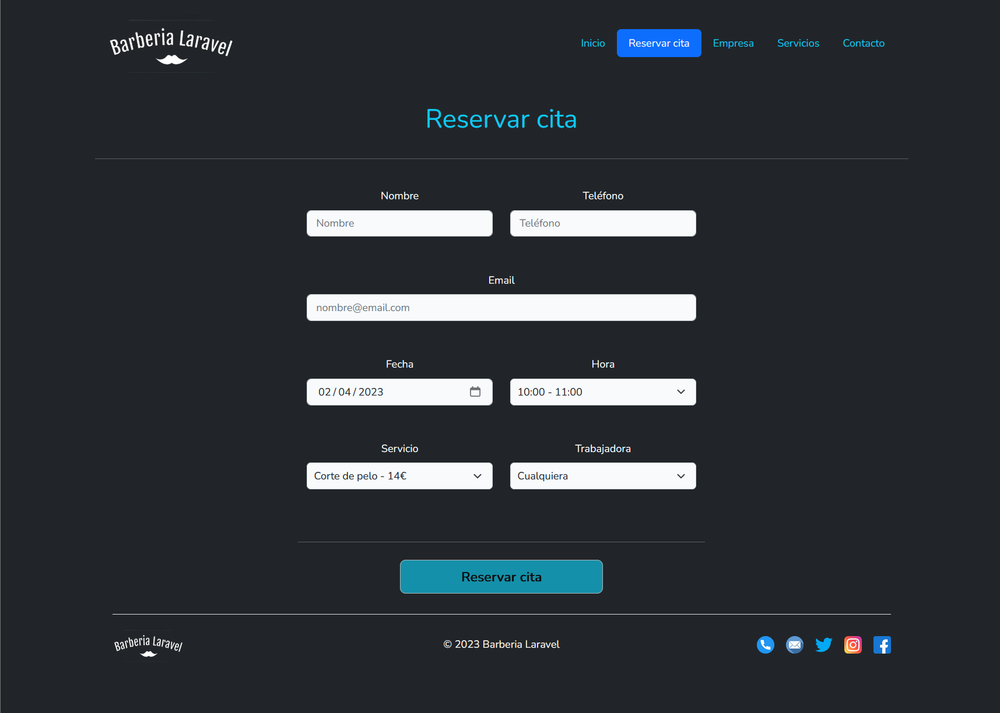 Barberia Laravel
Inicio Reservar cita Empresa Servicios Contacto
Reservar cita
Nombre Teléfono
Nombre Teléfono
Email
nombre@email.com
Fecha Hora
02/04/2023 10:00 - 11:00
Servicio Trabajadora
Corte de pelo - 14€ Cualquiera
Reservar cita
Barberia Laravel
© 2023 Barberia Laravel